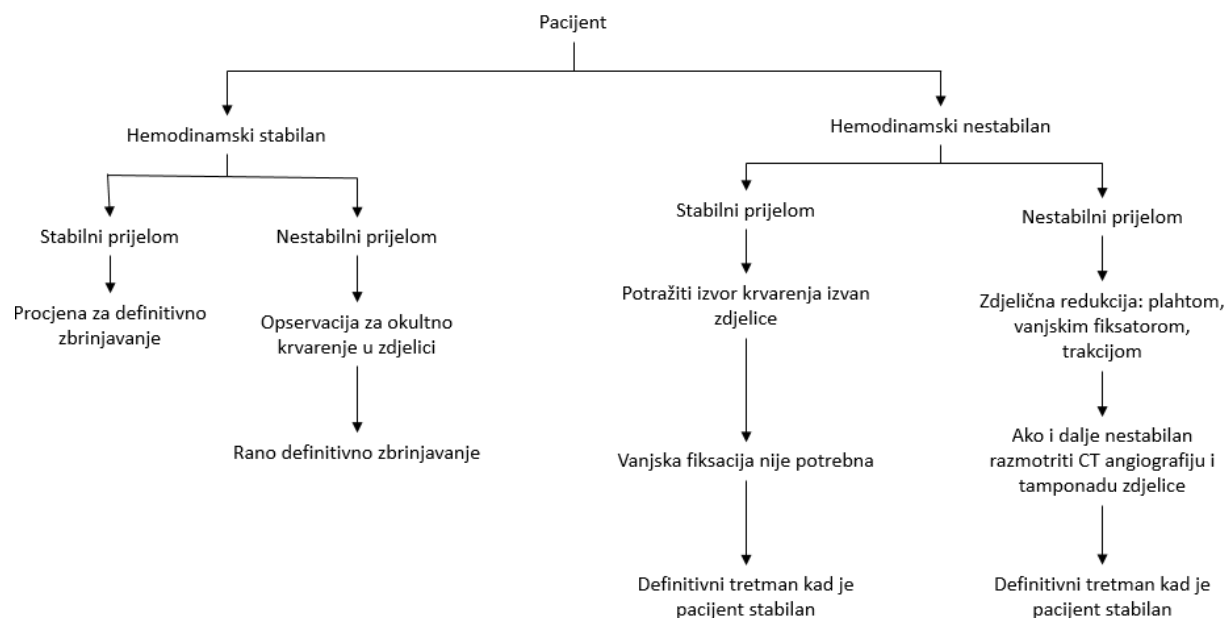 Pacijent
Hemodinamski stabilan
Hemodinamski nestabilan
Stabilni prijelom
Nestabilni prijelom
Stabilni prijelom
Nestabilni prijelom
Procjena za definitivno
zbrinjavanje
Opservacija za okultno
krvarenje u zdjelici
Potražiti izvor krvarenja izvan
zdjelice
Zdjelična redukcija: plahtom,
vanjskim fiksatorom,
trakcijom
Rano definitivno zbrinjavanje
Vanjska fiksacija nije potrebna
Ako i dalje nestabilan
razmotriti CT angiografiju i
tamponadu zdjelice
Definitivni tretman kad je
pacijent stabilan
Definitivni tretman kad je
pacijent stabilan